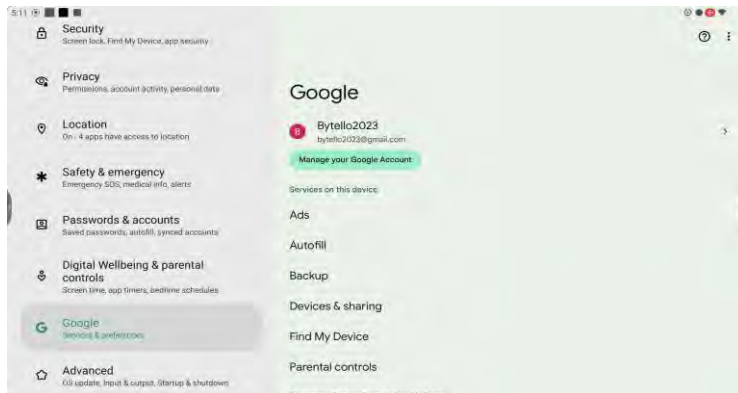 5:11
Security
Screen lock, Find My Device, app security
Privacy
Permissions, account activity, personal data
Location
On - 4 apps have access to location
Safety & emergency
Emergency SOS, medical info, alerts
Passwords & accounts
Saved passwords, autofill, synced accounts
Digital Wellbeing & parental
controls
Screen time, app timers, bedtime schedules
Google
Services & preferences
Advanced
OS update, Input & output, Startup & shutdown
Google
B
Bytello2023
bytello2023@gmail.com
Manage your Google Account
Services on this device
Ads
Autofill
Backup
Devices & sharing
Find My Device
Parental controls